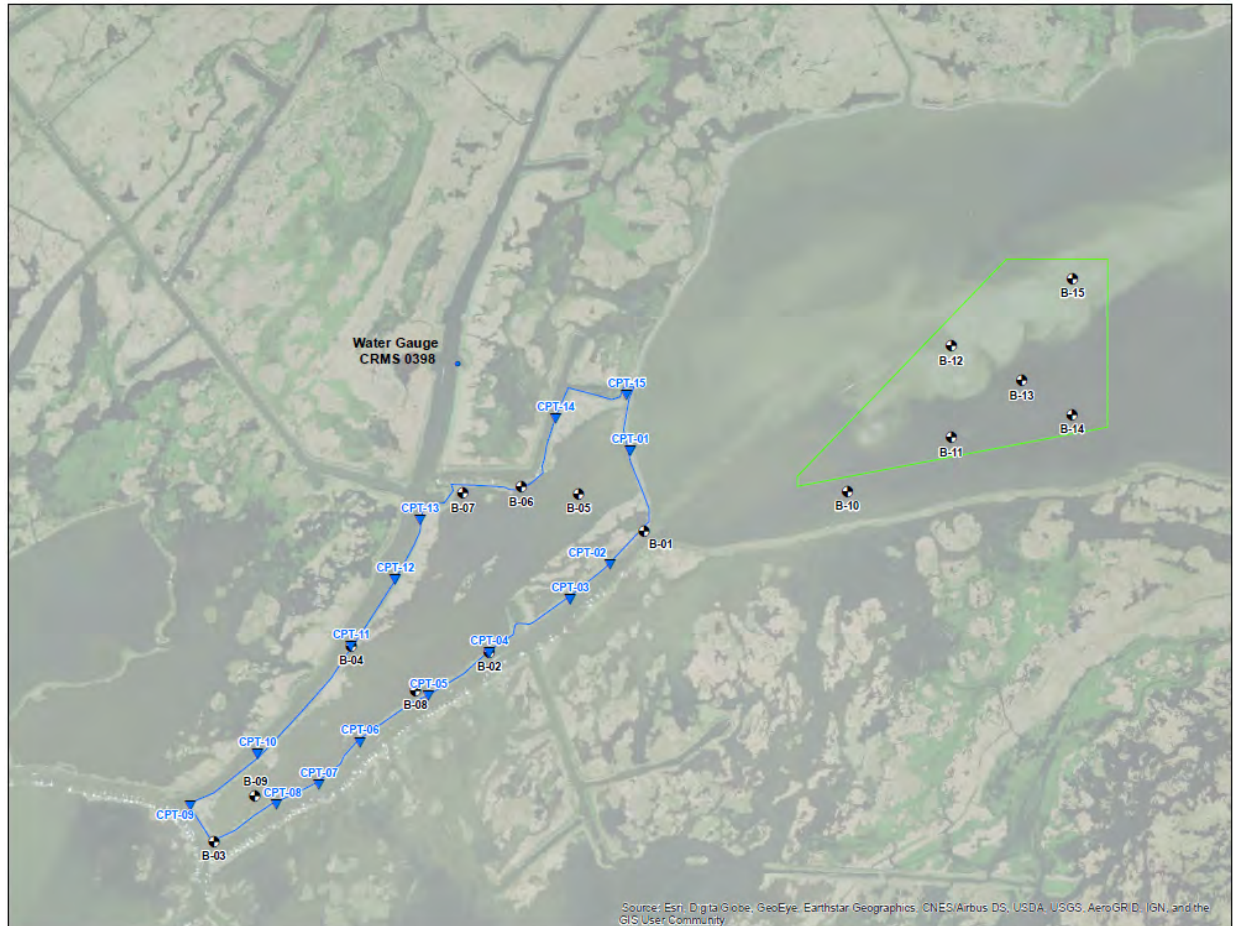 B-15
Water Gauge
CRMS 0398
B-12
CPT-15
B-13
CPT-14
B-14
CPT-01
B-11
B-10
B-07
B-06
B-05
CPT-13
B-01
CPT-02
CPT-12
CPT-03
CPT-11
B-04
CPT-04
B-02
CPT-05
B-08
CPT-06
CPT-10
B-09
CPT-07
CPT-08
CPT-09
B-03
Source: Esri, DigitalGlobe, GeoEye, Earthstar Geographics, CNES/Airbus DS, USDA, USGS, AeroGRID, IGN, and the
GIS User Community